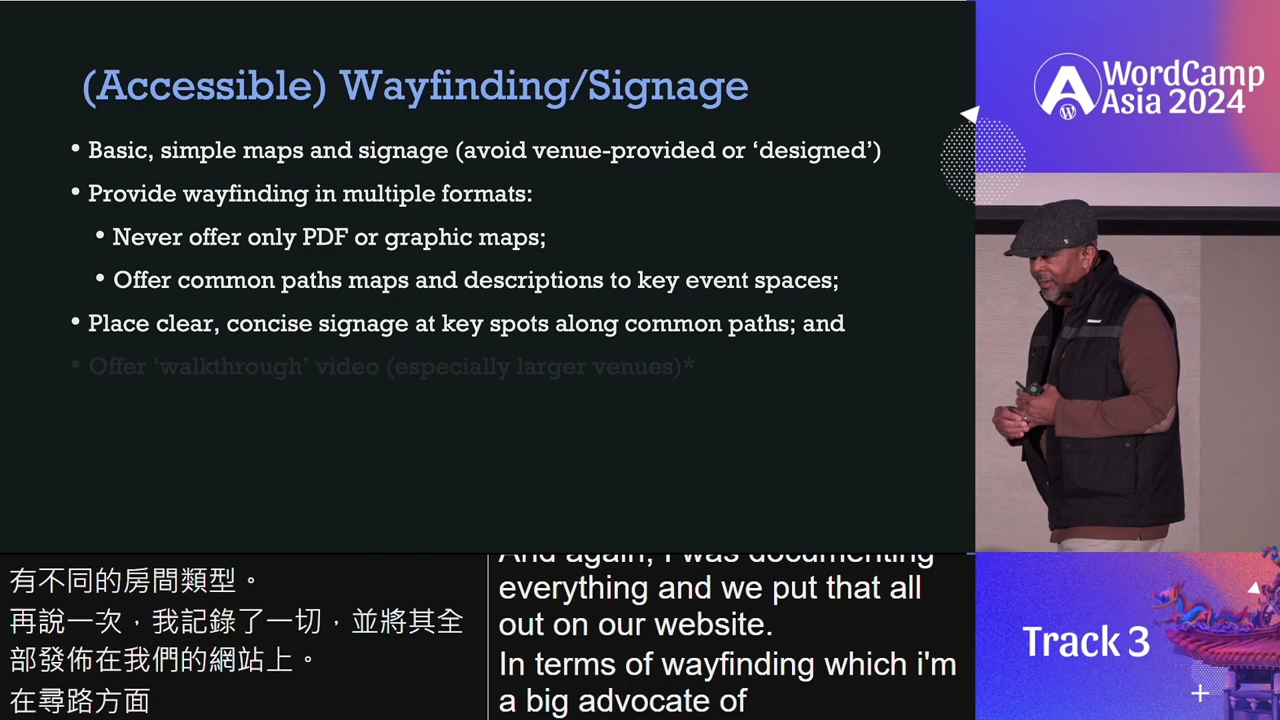 (Accessible) Wayfinding/Signage
• Basic, simple maps and signage (avoid venue-provided or ‘designed’)
• Provide wayfinding in multiple formats:
• Never offer only PDF or graphic maps;
• Offer common paths maps and descriptions to key event spaces;
• Place clear, concise signage at key spots along common paths; and
• Offer ‘walkthrough’ video (especially larger venues)*
WordCamp
Asia 2024
有不同的房間類型。
再說一次，我記錄了一切，並將其全
部發佈在我們的網站上。
在尋路方面
And again, I was documenting
everything and we put that all
out on our website.
In terms of wayfinding which i'm
a big advocate of
Track 3